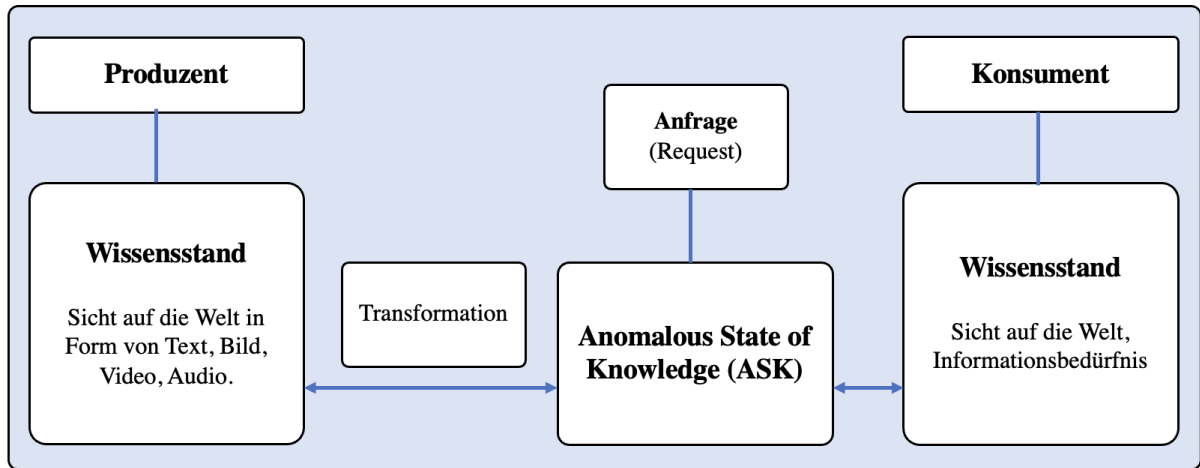 Produzent
Wissensstand
Sicht auf die Welt in
Form von Text, Bild,
Video, Audio.
Transformation
Anfrage
(Request)
Anomalous State of
Knowledge (ASK)
Konsument
Wissensstand
Sicht auf die Welt,
Informationsbedürfnis